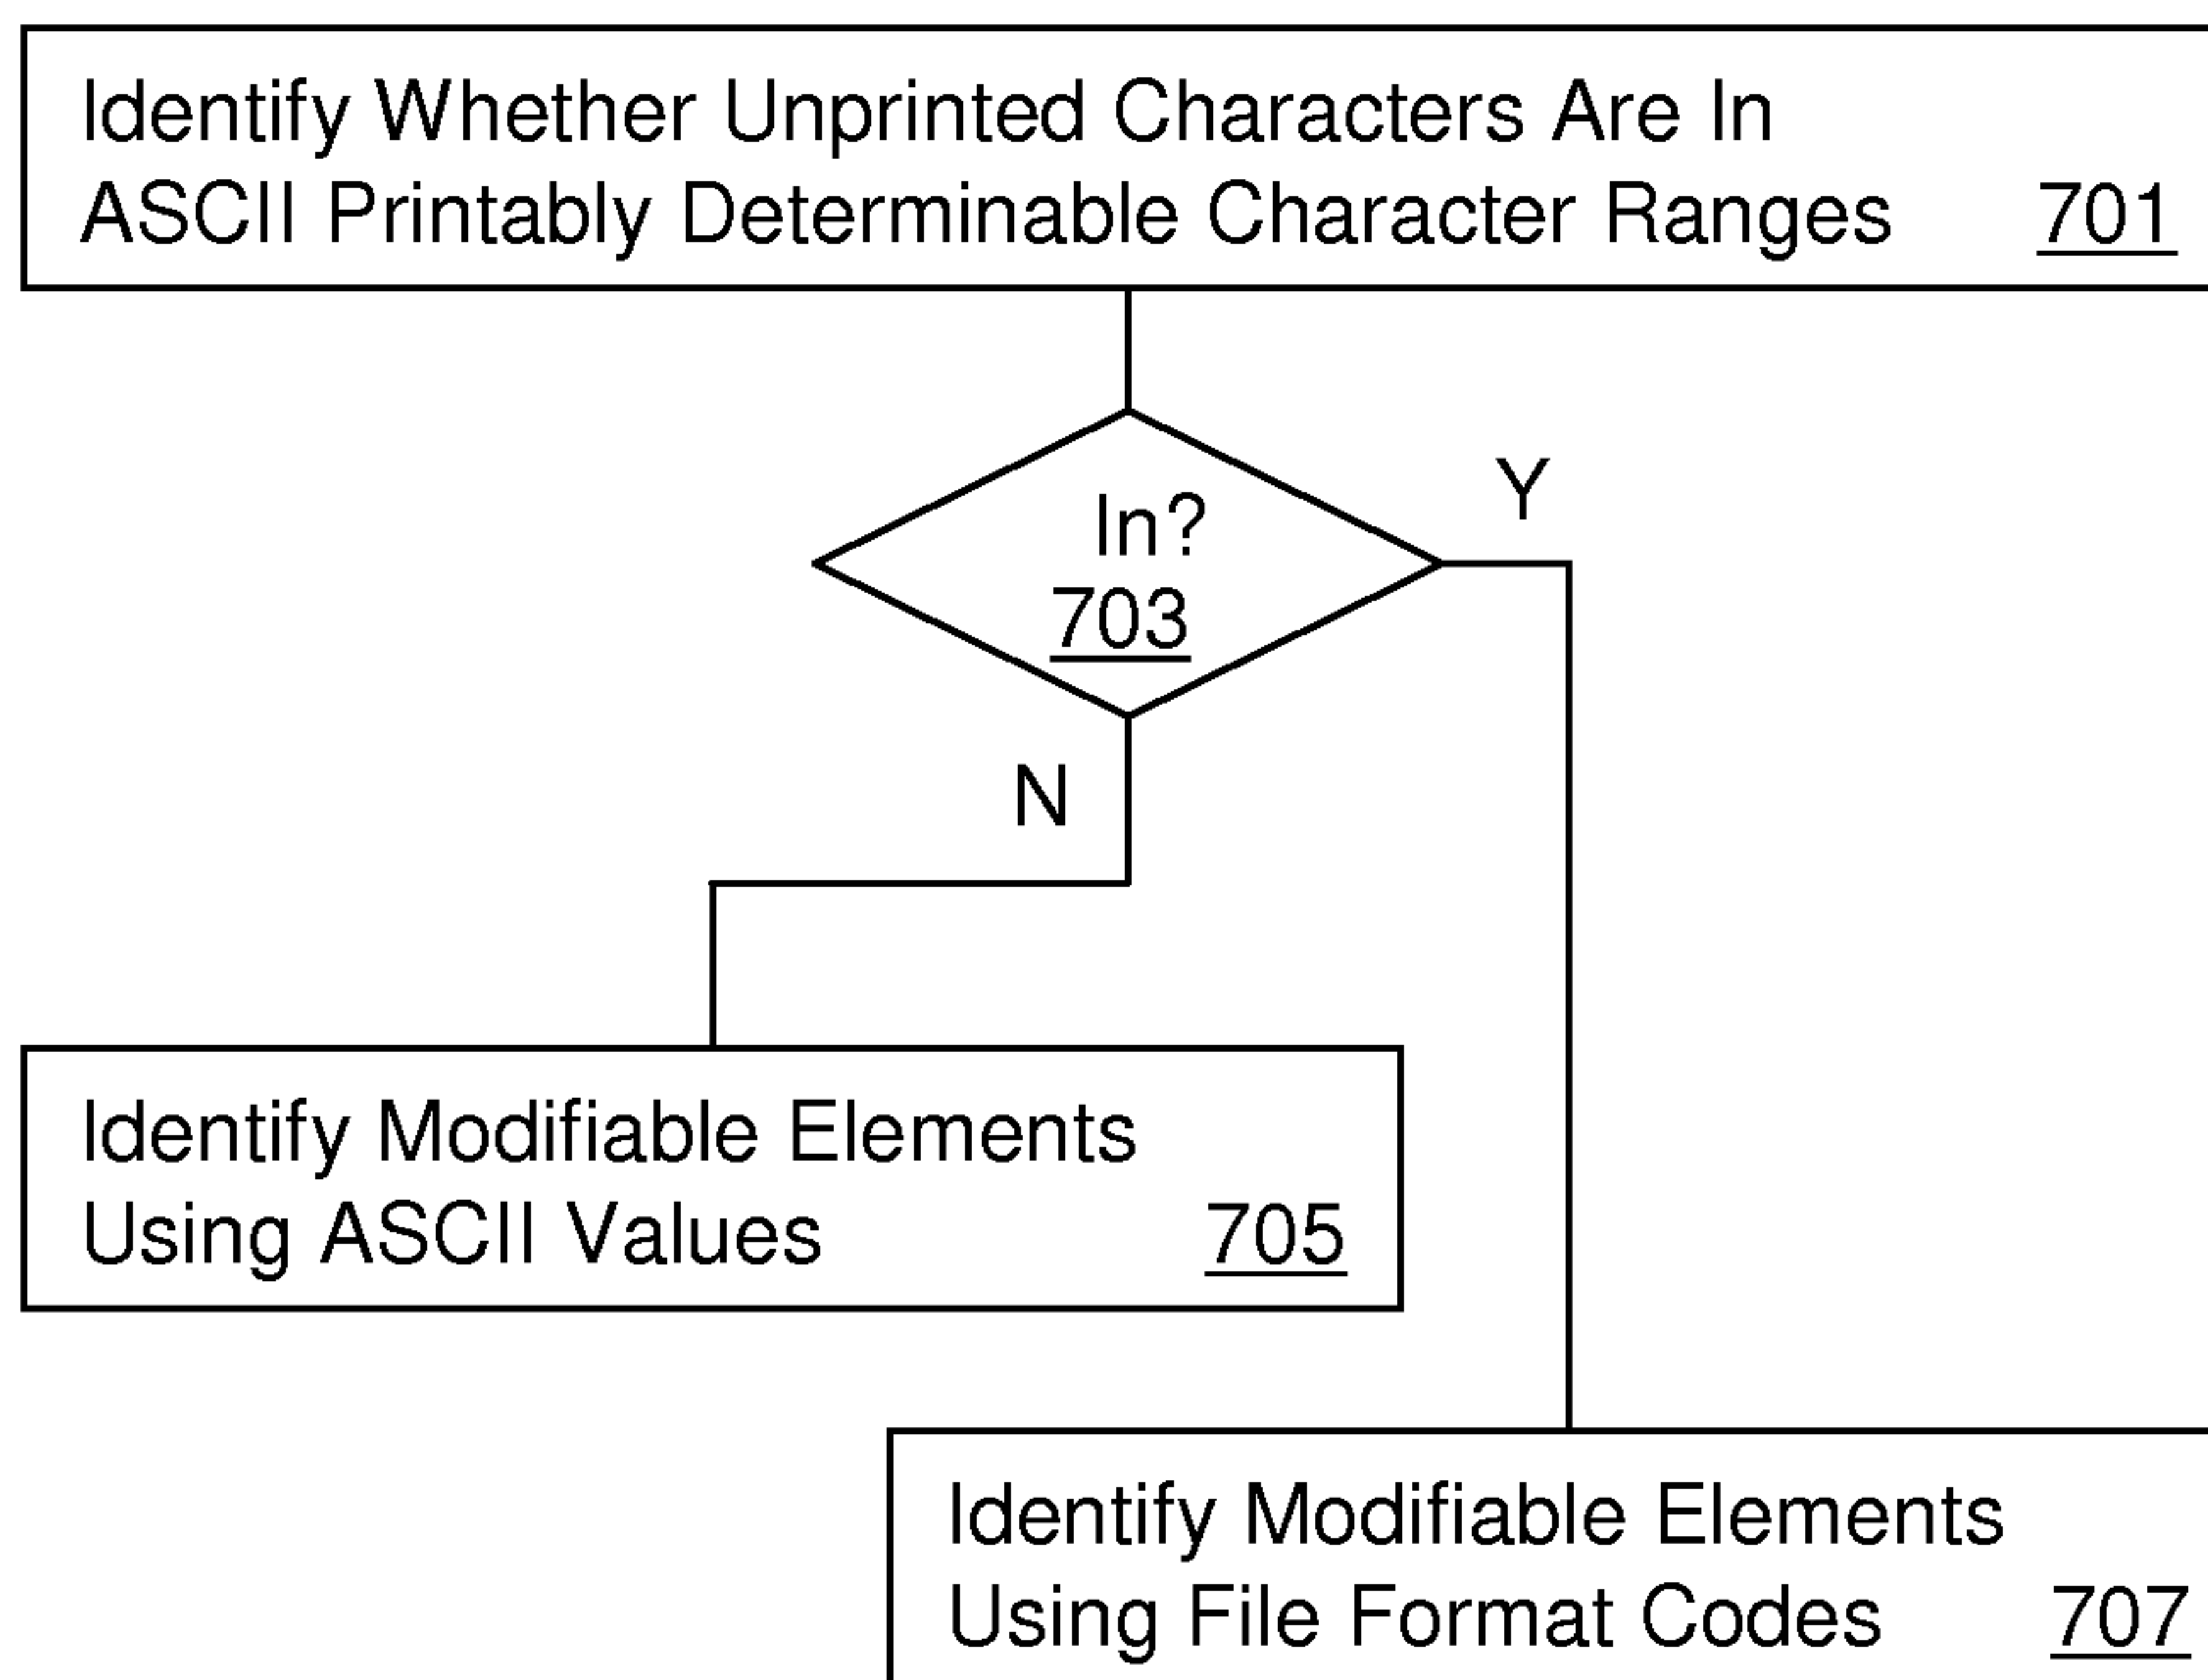 Identify Whether Unprinted Characters Are In
ASCII Printably Determinable Character Ranges 701
In?
703
Y
N
Identify Modifiable Elements
Using ASCII Values 705
Identify Modifiable Elements
Using File Format Codes 707